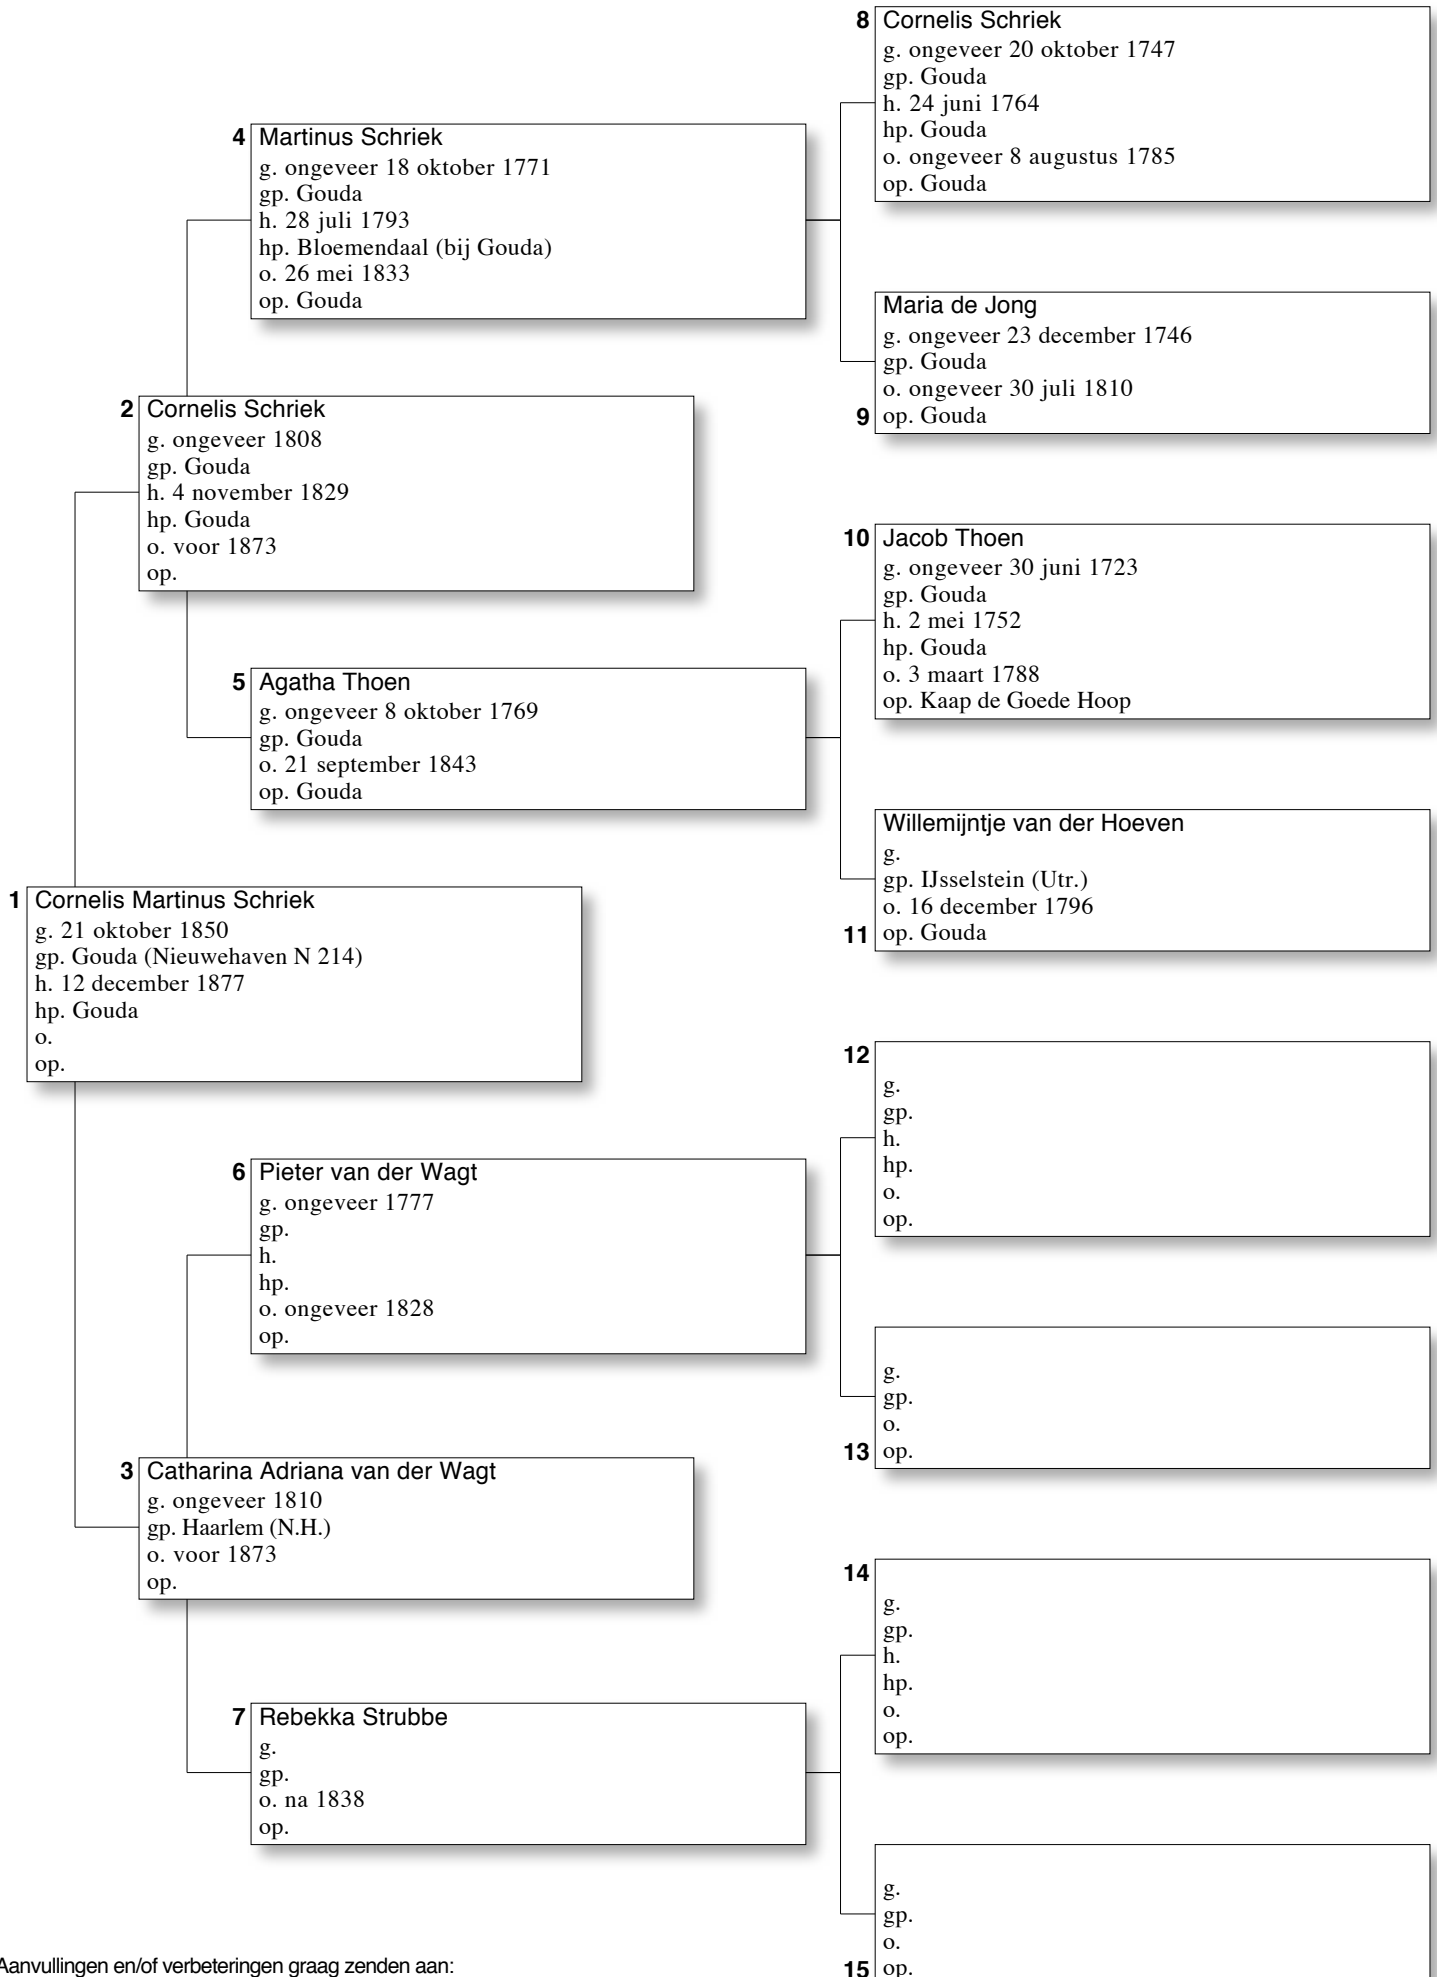 8 Cornelis Schriek
g. ongeveer 20 oktober 1747
gp. Gouda
h. 24 juni 1764
hp. Gouda
o. ongeveer 8 augustus 1785
op. Gouda
4 Martinus Schriek
g. ongeveer 18 oktober 1771
gp. Gouda
h. 28 juli 1793
hp. Bloemendaal (bij Gouda)
o. 26 mei 1833
op. Gouda
Maria de Jong
g. ongeveer 23 december 1746
gp. Gouda
o. ongeveer 30 juli 1810
9 op. Gouda
2 Cornelis Schriek
g. ongeveer 1808
gp. Gouda
h. 4 november 1829
hp. Gouda
o. voor 1873
op.
10 Jacob Thoen
g. ongeveer 30 juni 1723
gp. Gouda
h. 2 mei 1752
hp. Gouda
o. 3 maart 1788
op. Kaap de Goede Hoop
5 Agatha Thoen
g. ongeveer 8 oktober 1769
gp. Gouda
o. 21 september 1843
op. Gouda
Willemijntje van der Hoeven
g.
gp. IJsselstein (Utr.)
o. 16 december 1796
11 op. Gouda
1 Cornelis Martinus Schriek
g. 21 oktober 1850
gp. Gouda (Nieuwehaven N 214)
h. 12 december 1877
hp. Gouda
o.
op.
12
g.
gp.
h.
hp.
o.
op.
6 Pieter van der Wagt
g. ongeveer 1777
gp.
h.
hp.
o. ongeveer 1828
op.
g.
gp.
o.
13 op.
3 Catharina Adriana van der Wagt
g. ongeveer 1810
gp. Haarlem (N.H.)
o. voor 1873
op.
14
g.
gp.
h.
hp.
o.
op.
7 Rebekka Strubbe
g.
gp.
o. na 1838
op.
g.
gp.
o.
15 op.
Aanvullingen en/of verbeteringen graag zenden aan: